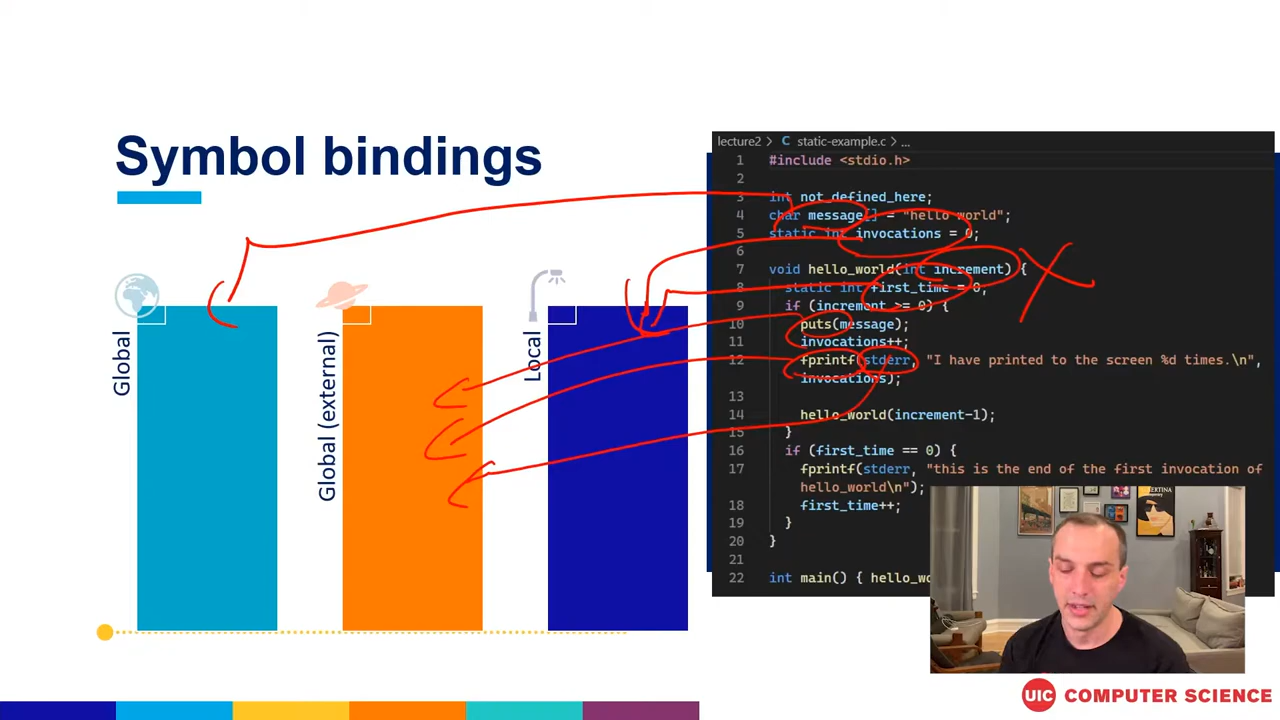 Symbol bindings
Global
Global (external)
Local
lecture2 > C static-example.c > ...
1 #include <stdio.h>
2
3 int not_defined_here;
4 char message[] = "hello world";
5 static int invocations = 0;
6
7 void hello_world(int increment) {
8 static int first_time = 0;
9 if (increment >= 0) {
10 puts(message);
11 invocations++;
12 fprintf(stderr, "I have printed to the screen %d times.\n",
invocations);
13
14 hello_world(increment-1);
15 }
16 if (first_time == 0) {
17 fprintf(stderr, "this is the end of the first invocation of
hello_world\n");
18 first_time++;
19 }
20 }
21
22 int main() { hello_w
UIC COMPUTER SCIENCE